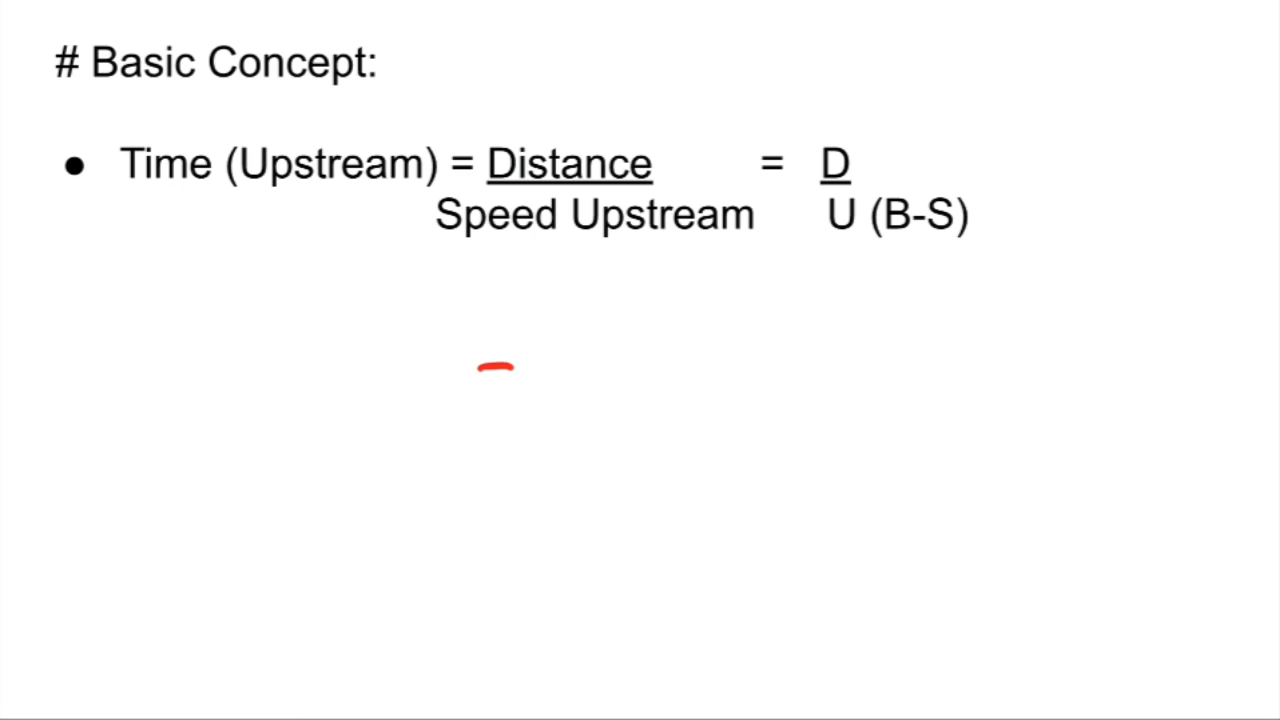 # Basic Concept:
● Time (Upstream) = Distance = D
Speed Upstream U (B-S)